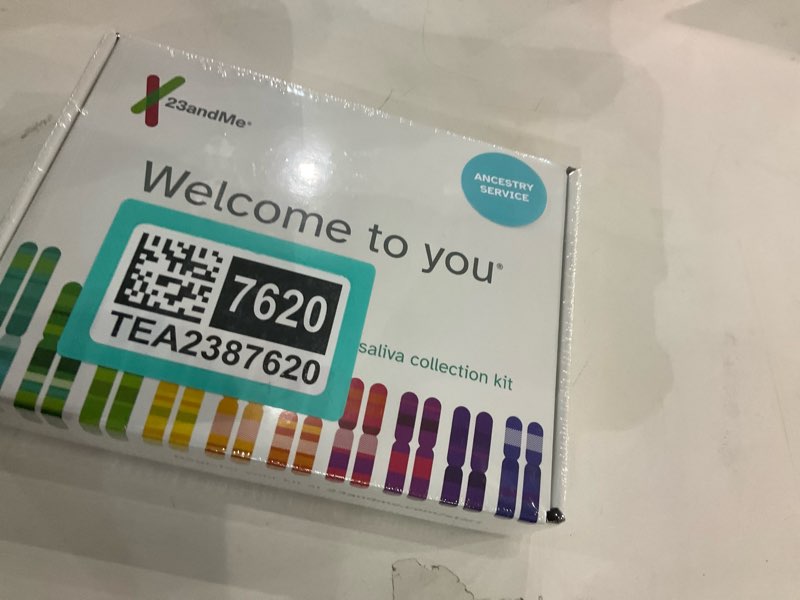 23andMe®
ANCESTRY
SERVICE
Welcome to you®
7620
TEA2387620
saliva collection kit